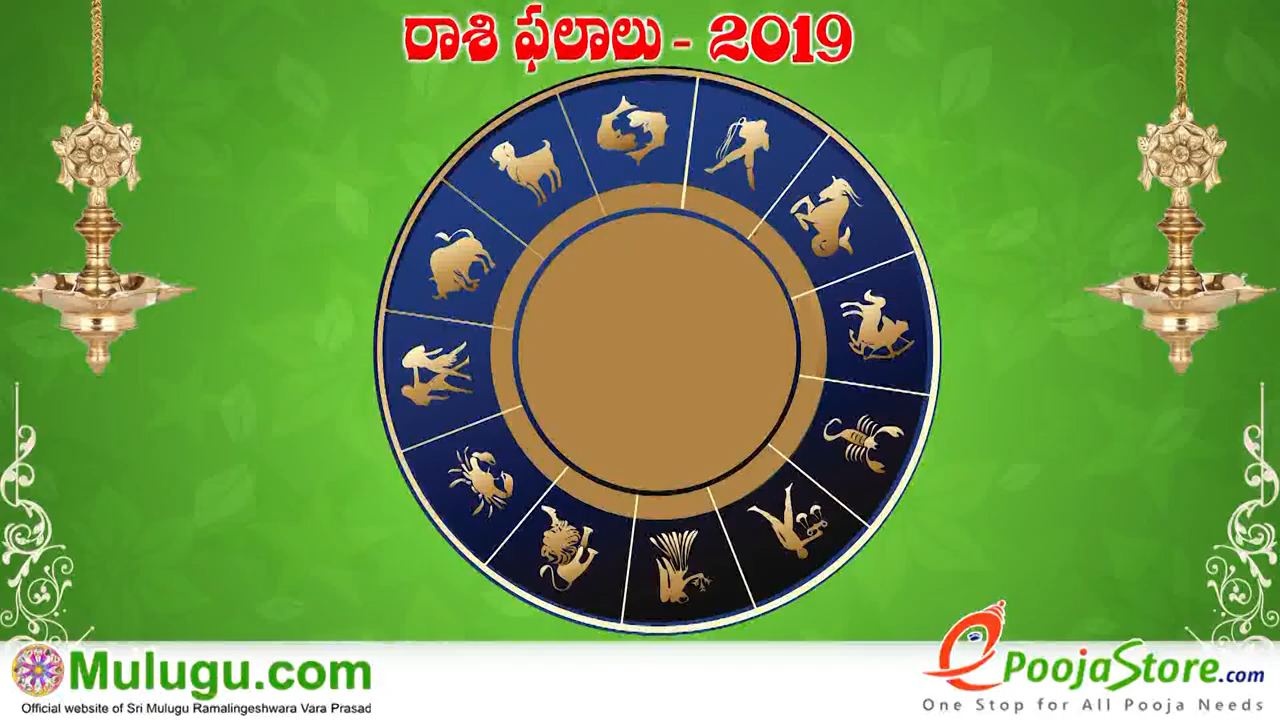 రాశి ఫలాలు - 2019
Mulugu.com
Official website of Sri Mulugu Ramalingeshwara Vara Prasad
ePoojaStore.com
One Stop for All Pooja Needs